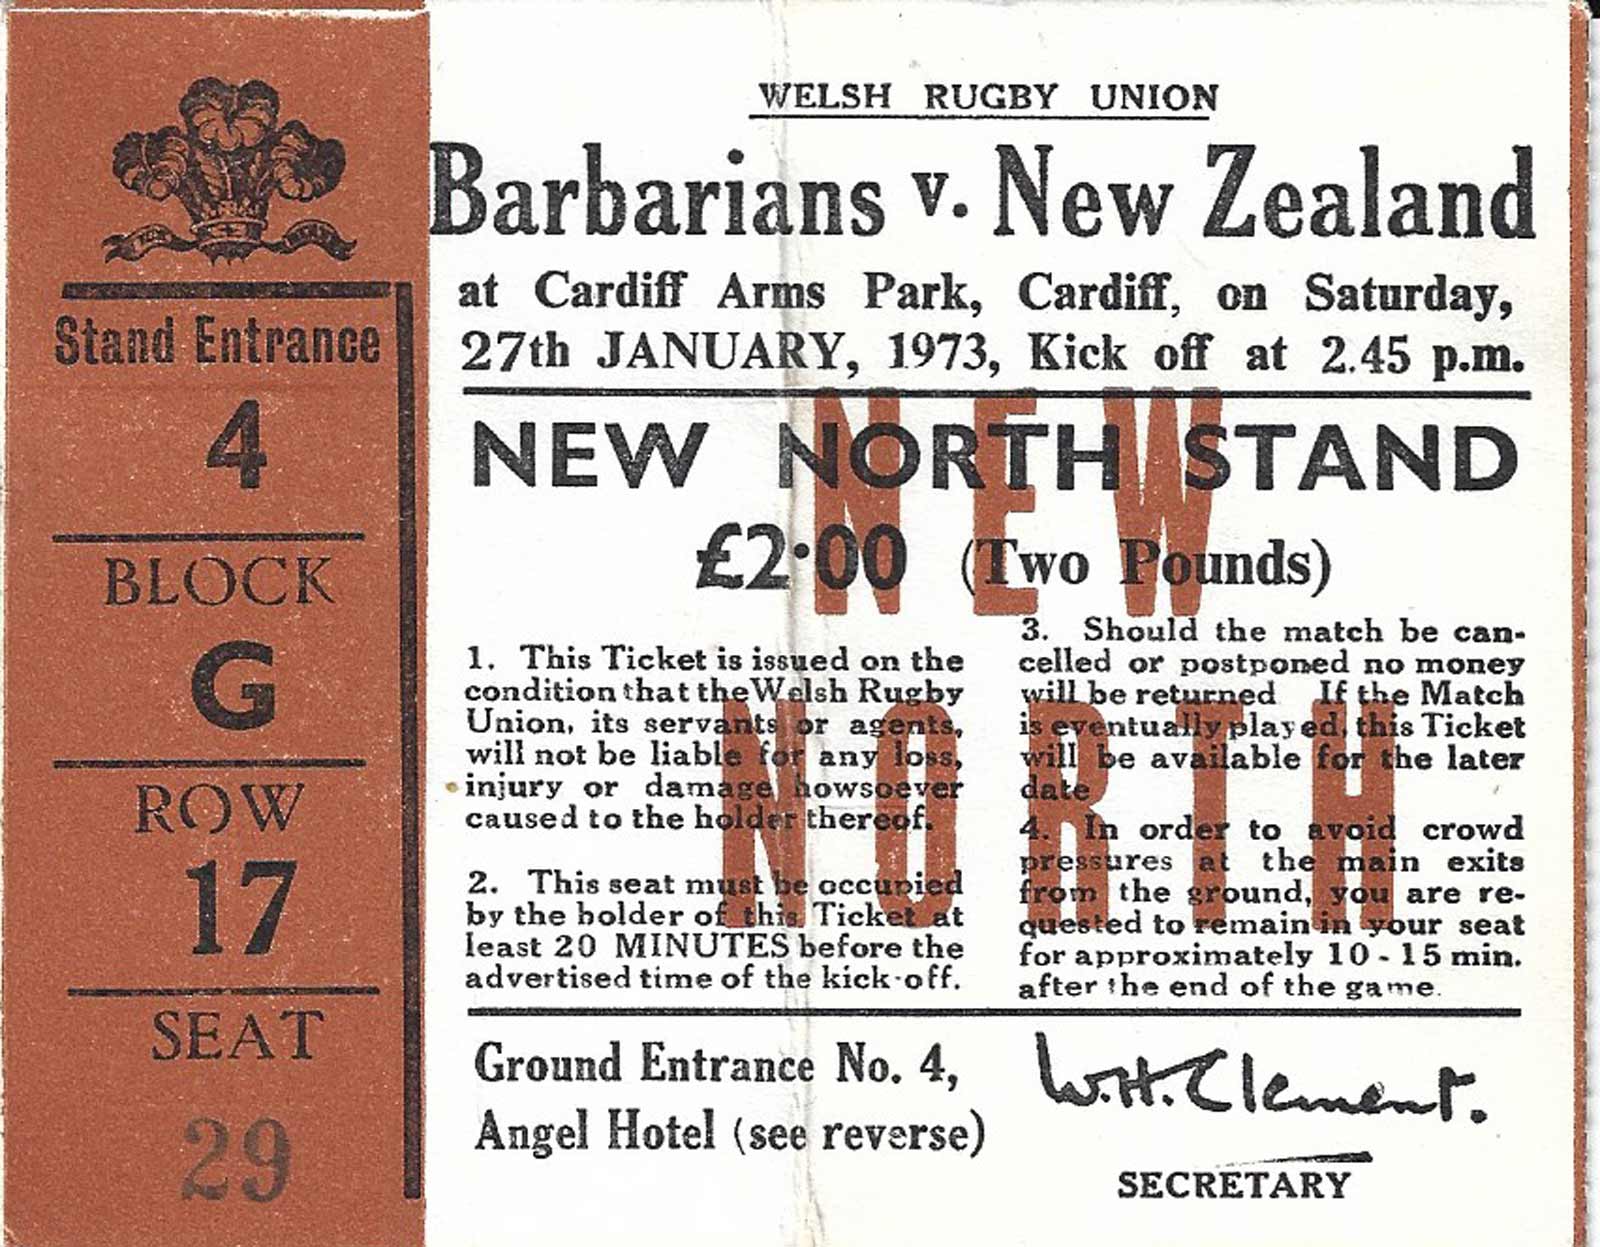 Stand Entrance
4
BLOCK
G
ROW
17
SEAT
29
WELSH RUGBY UNION
Barbarians v. New Zealand
at Cardiff Arms Park, Cardiff, on Saturday,
27th JANUARY, 1973, Kick off at 2.45 p.m.
NEW NORTH STAND
£2·00 (Two Pounds)
NEW
NORTH
1. This Ticket is issued on the
condition that the Welsh Rugby
Union, its servants or agents,
will not be liable for any loss,
injury or damage howsoever
caused to the holder thereof.
2. This seat must be occupied
by the holder of this Ticket at
least 20 MINUTES before the
advertised time of the kick-off.
3. Should the match be can-
celled or postponed no money
will be returned If the Match
is eventually played, this Ticket
will be available for the later
date
4. In order to avoid crowd
pressures at the main exits
from the ground, you are re-
quested to remain in your seat
for approximately 10 - 15 min.
after the end of the game.
Ground Entrance No. 4,
Angel Hotel (see reverse)
W.H. Clement.
SECRETARY